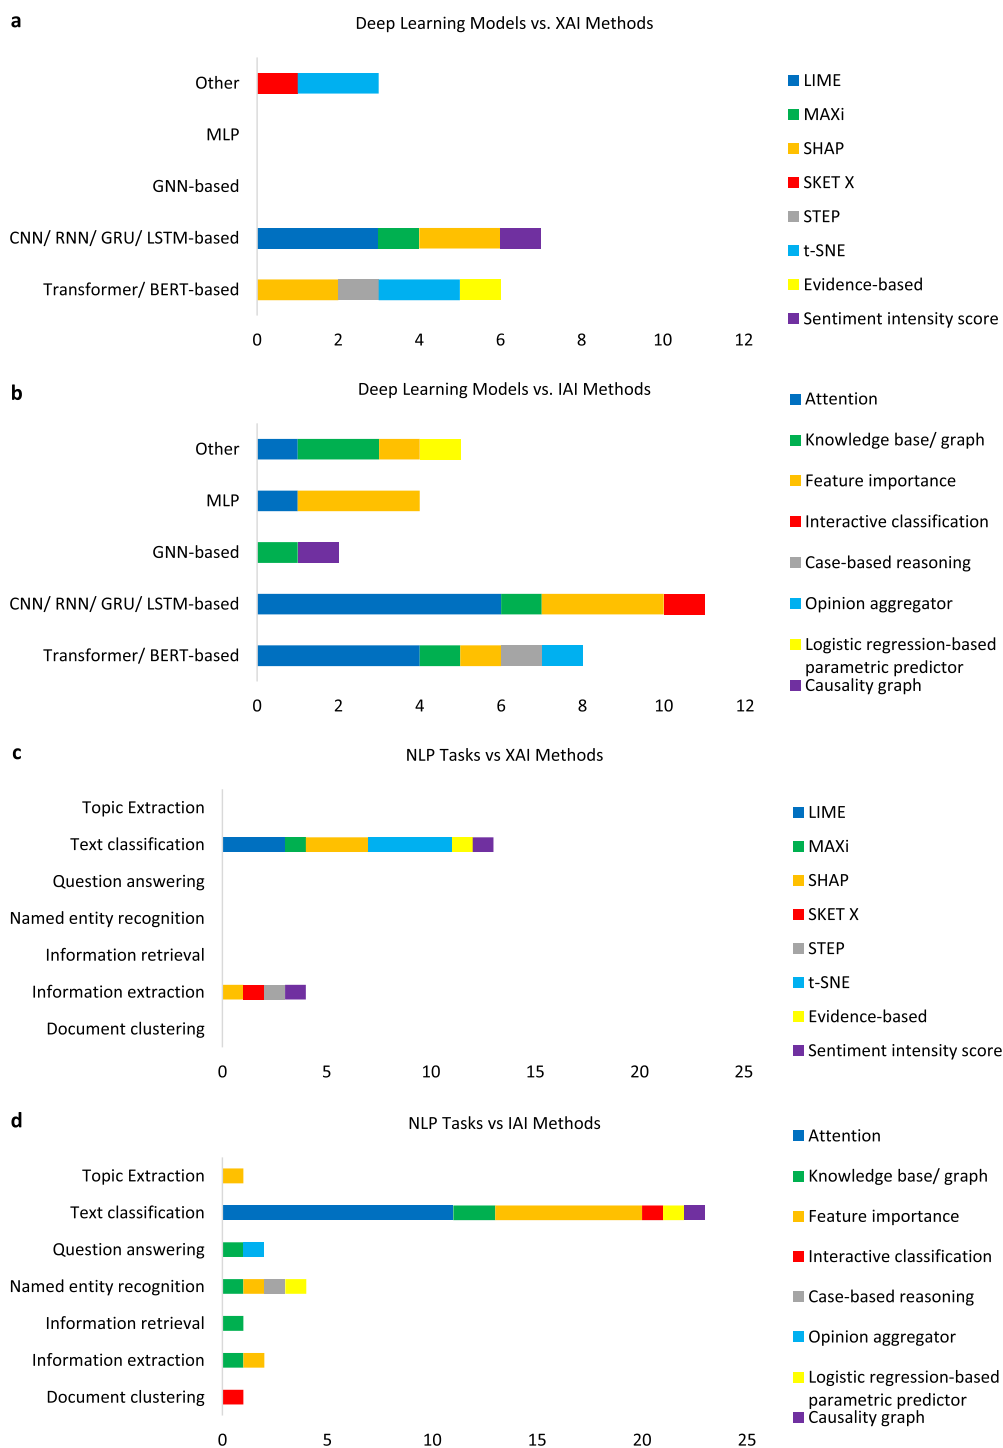 a
Deep Learning Models vs. XAI Methods
Other
MLP
GNN-based
CNN/ RNN/ GRU/ LSTM-based
Transformer/ BERT-based
0 2 4 6 8 10 12
LIME
MAXi
SHAP
SKET X
STEP
t-SNE
Evidence-based
Sentiment intensity score
b
Deep Learning Models vs. IAI Methods
Other
MLP
GNN-based
CNN/ RNN/ GRU/ LSTM-based
Transformer/ BERT-based
0 2 4 6 8 10 12
Attention
Knowledge base/ graph
Feature importance
Interactive classification
Case-based reasoning
Opinion aggregator
Logistic regression-based
parametric predictor
Causality graph
c
NLP Tasks vs XAI Methods
Topic Extraction
Text classification
Question answering
Named entity recognition
Information retrieval
Information extraction
Document clustering
0 5 10 15 20 25
LIME
MAXi
SHAP
SKET X
STEP
t-SNE
Evidence-based
Sentiment intensity score
d
NLP Tasks vs IAI Methods
Topic Extraction
Text classification
Question answering
Named entity recognition
Information retrieval
Information extraction
Document clustering
0 5 10 15 20 25
Attention
Knowledge base/ graph
Feature importance
Interactive classification
Case-based reasoning
Opinion aggregator
Logistic regression-based
parametric predictor
Causality graph